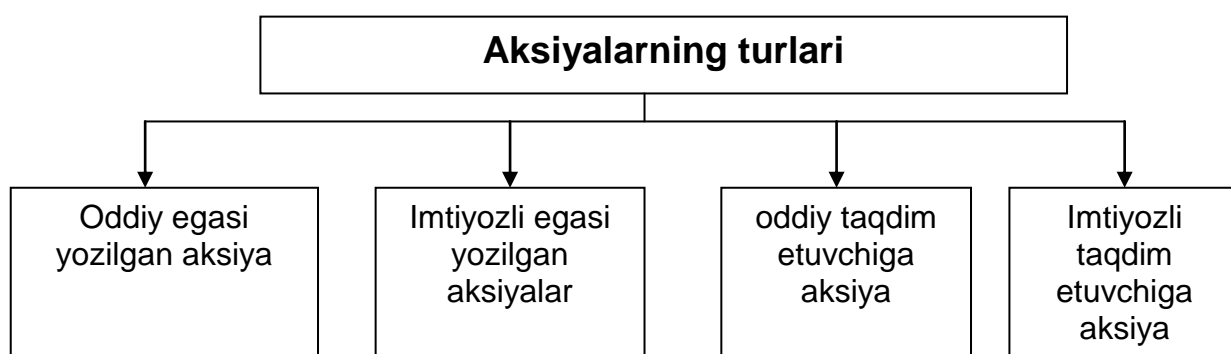 Aksiyalarning turlari
Oddiy egasi
yozilgan aksiya
Imtiyozli egasi
yozilgan
aksiyalar
oddiy taqdim
etuvchiga
aksiya
Imtiyozli
taqdim
etuvchiga
aksiya